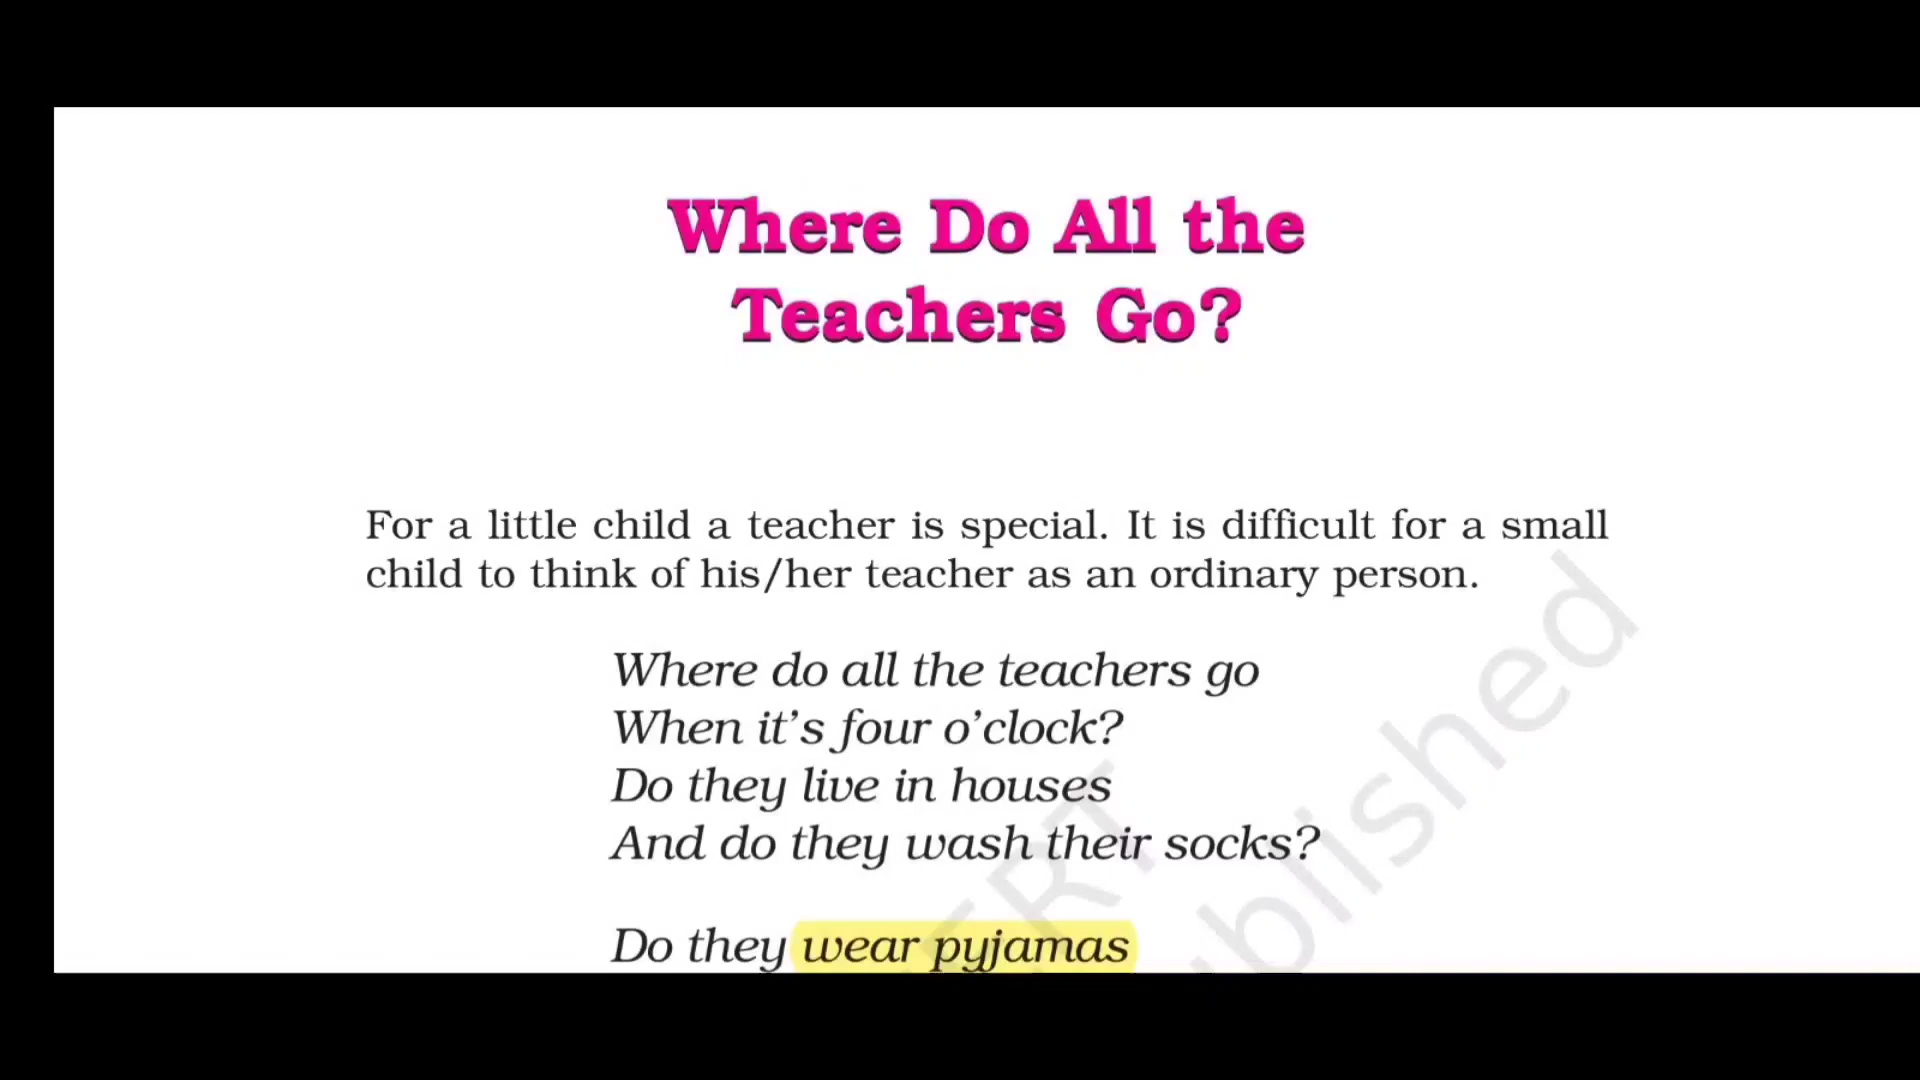 Where Do All the
Teachers Go?
For a little child a teacher is special. It is difficult for a small
child to think of his/her teacher as an ordinary person.
Where do all the teachers go
When it's four o'clock?
Do they live in houses
And do they wash their socks?
Do they wear pyjamas